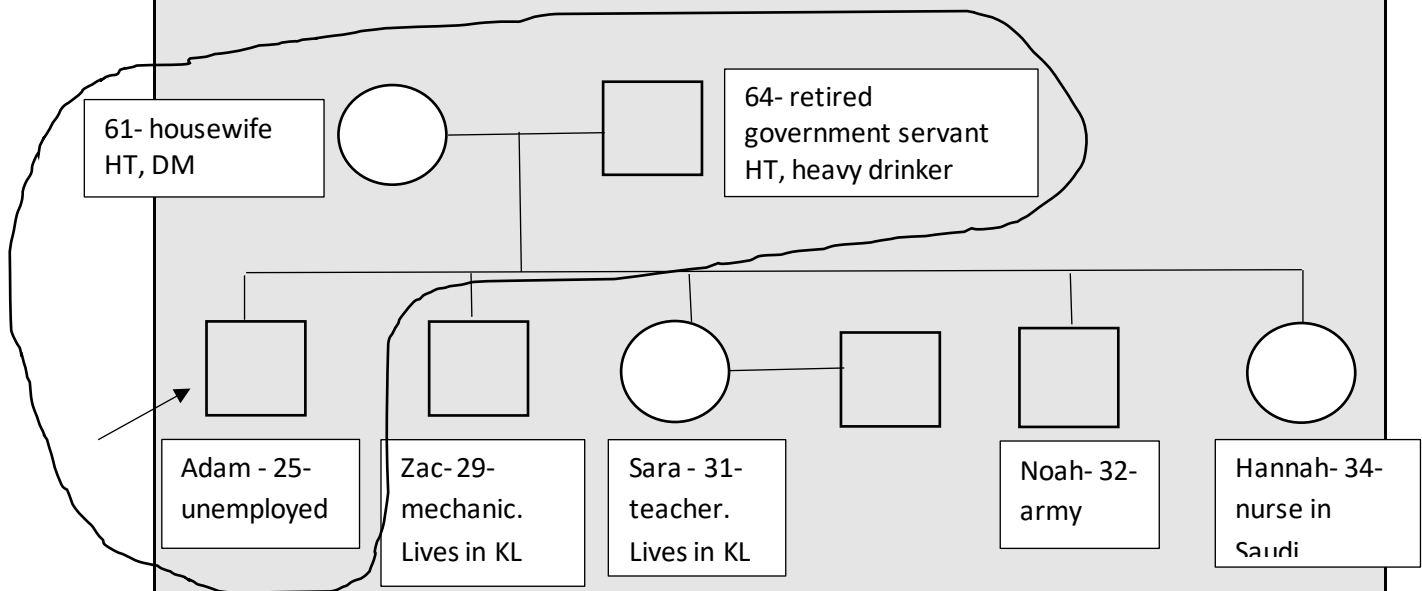 61- housewife
HT, DM
64- retired
government servant
HT, heavy drinker
Adam - 25-
unemployed
Zac- 29-
mechanic.
Lives in KL
Sara - 31-
teacher.
Lives in KL
Noah- 32-
army
Hannah- 34-
nurse in
Saudi